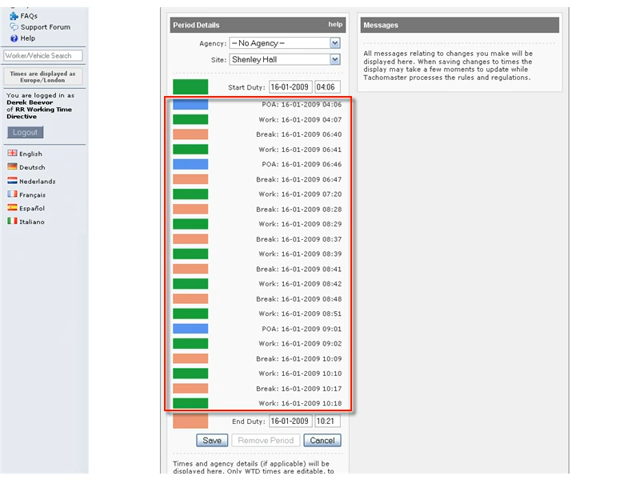 FAQs
Support Forum
Help
Worker/Vehicle Search
Times are displayed as
Europe/London
You are logged in as
Derek Beevor
of RR Working Time
Directive
Logout
English
Deutsch
Nederlands
Français
Español
Italiano
Period Details help
Agency: -- No Agency --
Site: Shenley Hall
Start Duty: 16-01-2009 04:06
POA: 16-01-2009 04:06
Work: 16-01-2009 04:07
Break: 16-01-2009 06:40
Work: 16-01-2009 06:41
POA: 16-01-2009 06:46
Break: 16-01-2009 06:47
Work: 16-01-2009 07:20
Break: 16-01-2009 08:28
Work: 16-01-2009 08:29
Break: 16-01-2009 08:37
Work: 16-01-2009 08:39
Break: 16-01-2009 08:41
Work: 16-01-2009 08:42
Break: 16-01-2009 08:48
Work: 16-01-2009 08:51
POA: 16-01-2009 09:01
Work: 16-01-2009 09:02
Break: 16-01-2009 10:09
Work: 16-01-2009 10:10
Break: 16-01-2009 10:17
Work: 16-01-2009 10:18
End Duty: 16-01-2009 10:21
Save Remove Period Cancel
Times and agency details (if applicable) will be
displayed here. Only WTD times are editable, to
Messages
All messages relating to changes you make will be
displayed here. When saving changes to times the
display may take a few moments to update while
Tachomaster processes the rules and regulations.